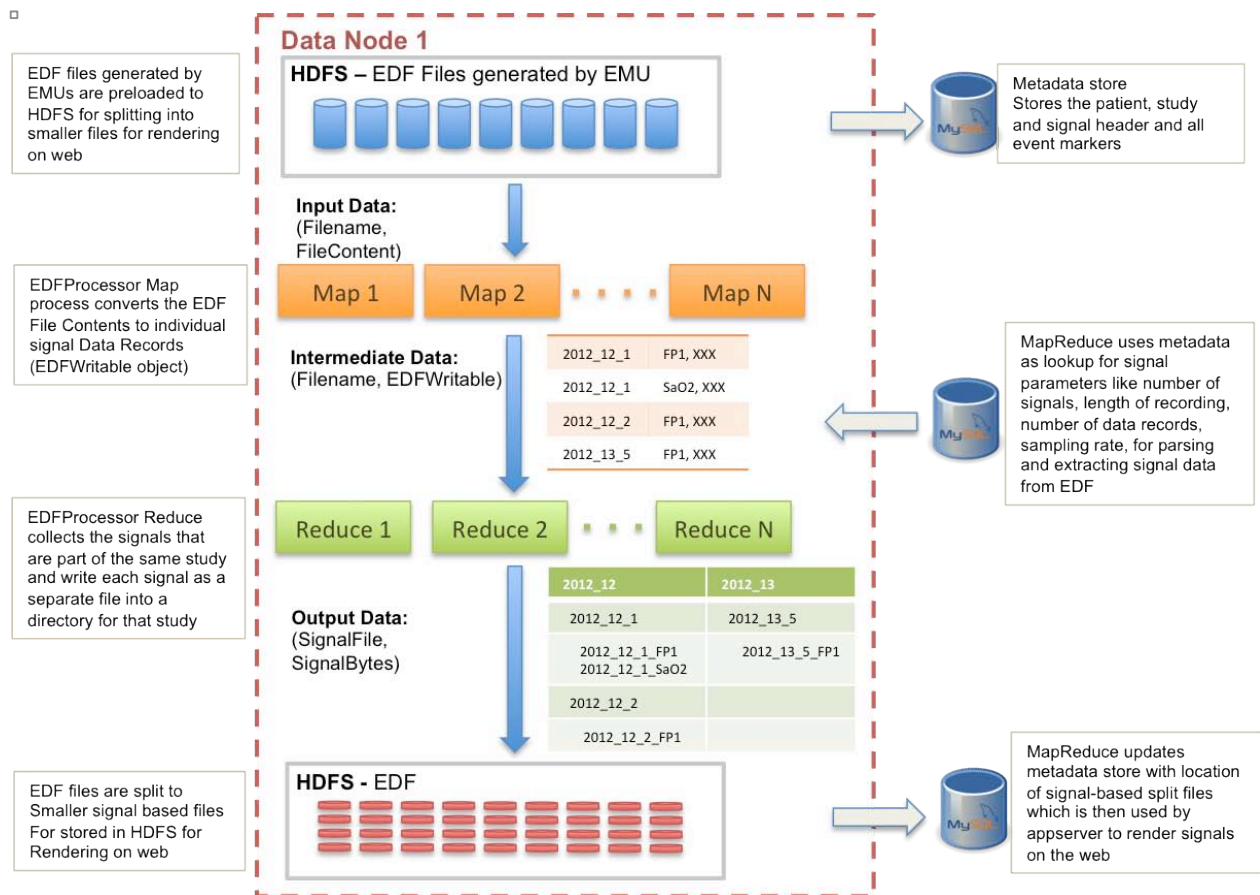 Data Node 1
HDFS – EDF Files generated by EMU
EDF files generated by
EMUs are preloaded to
HDFS for splitting into
smaller files for rendering
on web
MySQL
Metadata store
Stores the patient, study
and signal header and all
event markers
Input Data:
(Filename,
FileContent)
EDFProcessor Map
process converts the EDF
File Contents to individual
signal Data Records
(EDFWritable object)
Map 1
Map 2
Map N
Intermediate Data:
(Filename, EDFWritable)
2012_12_1 FP1, XXX
2012_12_1 SaO2, XXX
2012_12_2 FP1, XXX
2012_13_5 FP1, XXX
MySQL
MapReduce uses metadata
as lookup for signal
parameters like number of
signals, length of recording,
number of data records,
sampling rate, for parsing
and extracting signal data
from EDF
EDFProcessor Reduce
collects the signals that
are part of the same study
and write each signal as a
separate file into a
directory for that study
Reduce 1
Reduce 2
Reduce N
Output Data:
(SignalFile,
SignalBytes)
2012_12 2012_13
2012_12_1 2012_13_5
2012_12_1_FP1 2012_13_5_FP1
2012_12_1_SaO2
2012_12_2
2012_12_2_FP1
EDF files are split to
Smaller signal based files
For stored in HDFS for
Rendering on web
HDFS - EDF
MySQL
MapReduce updates
metadata store with location
of signal-based split files
which is then used by
appserver to render signals
on the web